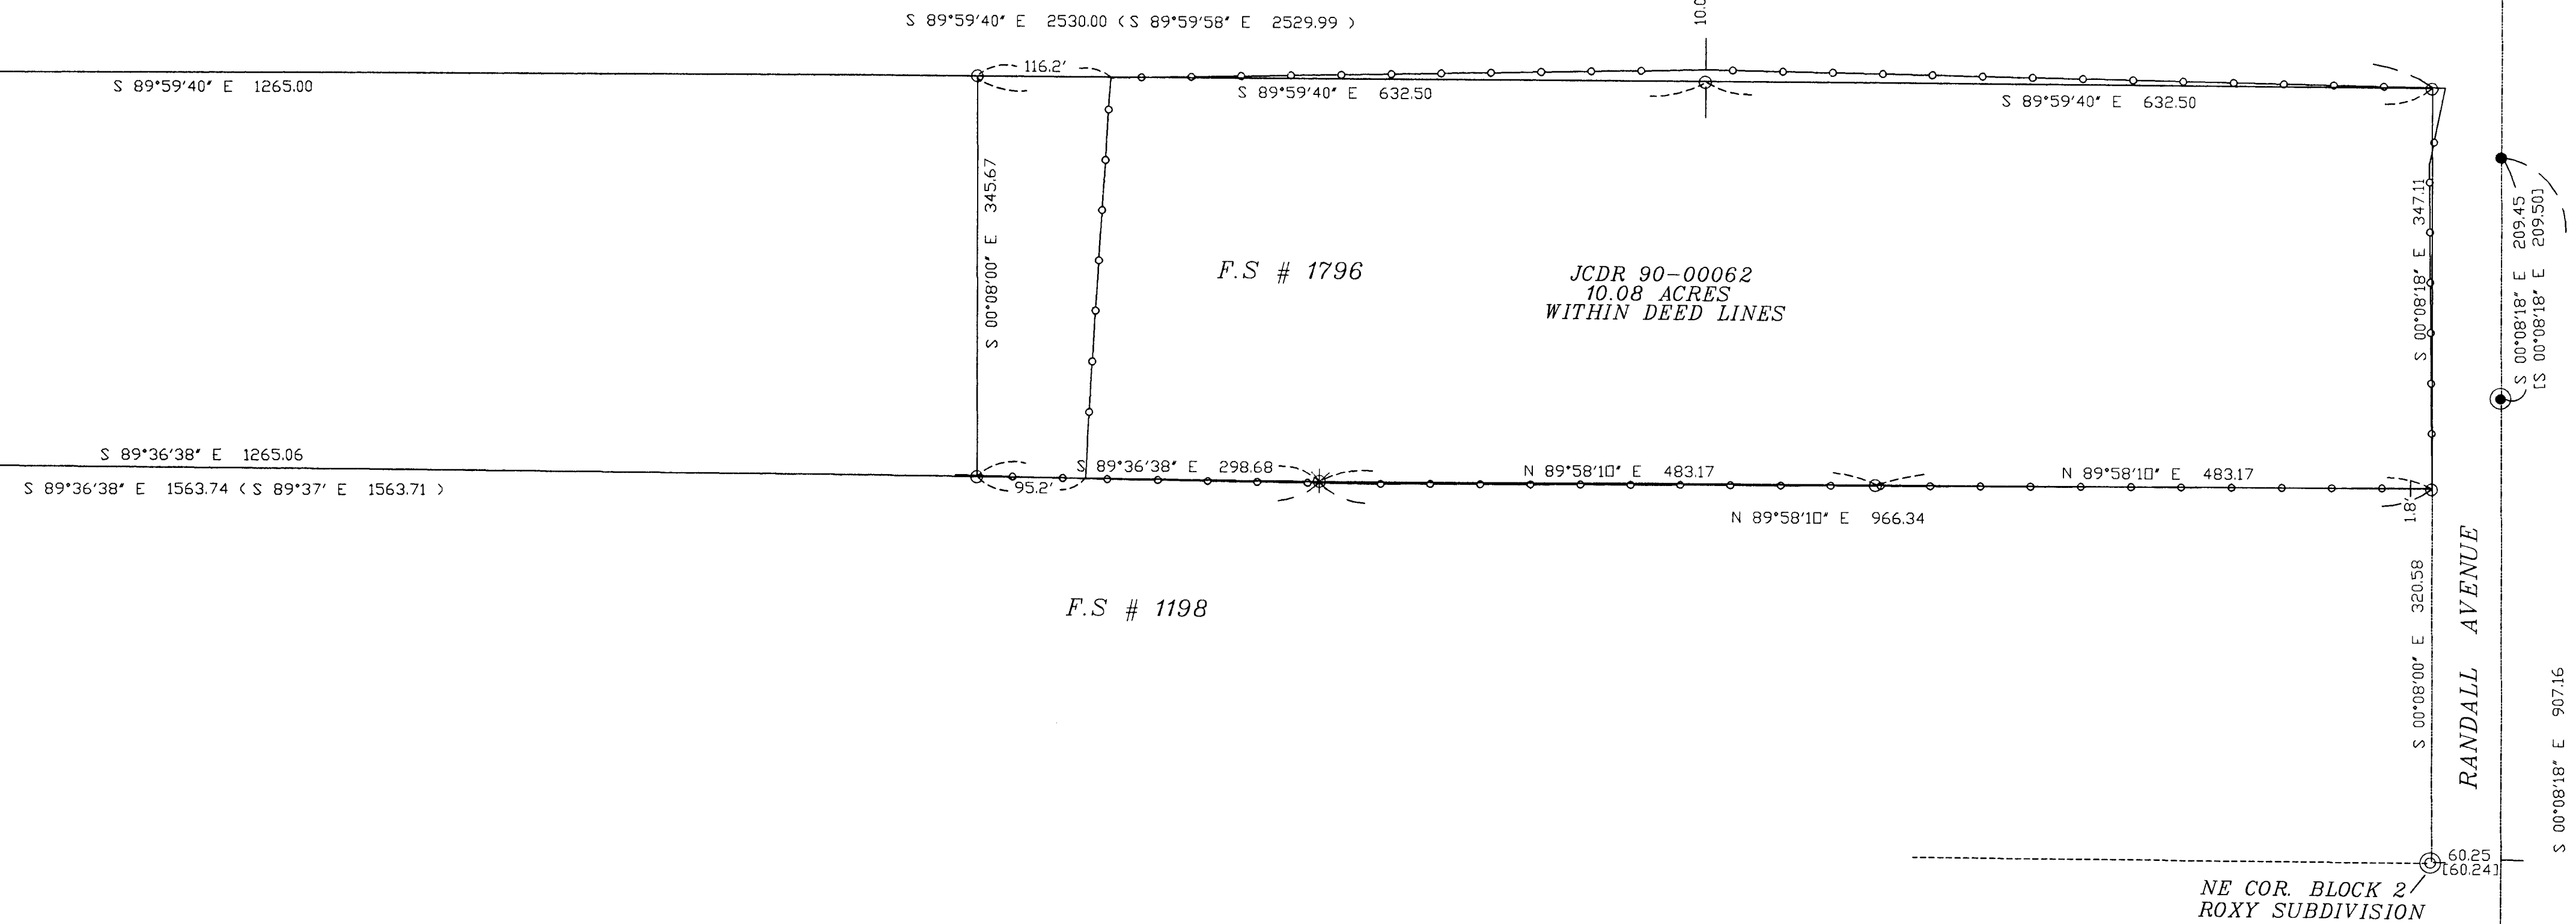 S 89°59'40" E 2530.00 ( S 89°59'58" E 2529.99 )
10.0
116.2'
S 89°59'40" E 1265.00
S 89°59'40" E 632.50
S 89°59'40" E 632.50
S 00°08'00" E 345.67
S 00°08'18" E 347.11
S 00°08'18" E 209.45
[S 00°08'18" E 209.50]
F.S # 1796
JCDR 90-00062
10.08 ACRES
WITHIN DEED LINES
S 89°36'38" E 1265.06
S 89°36'38" E 298.68
N 89°58'10" E 483.17
N 89°58'10" E 483.17
S 89°36'38" E 1563.74 ( S 89°37' E 1563.71 )
95.2'
1.8'
N 89°58'10" E 966.34
F.S # 1198
S 00°08'00" E 320.58
RANDALL AVENUE
S 00°08'18" E 907.16
60.25
[60.24]
NE COR. BLOCK 2
ROXY SUBDIVISION